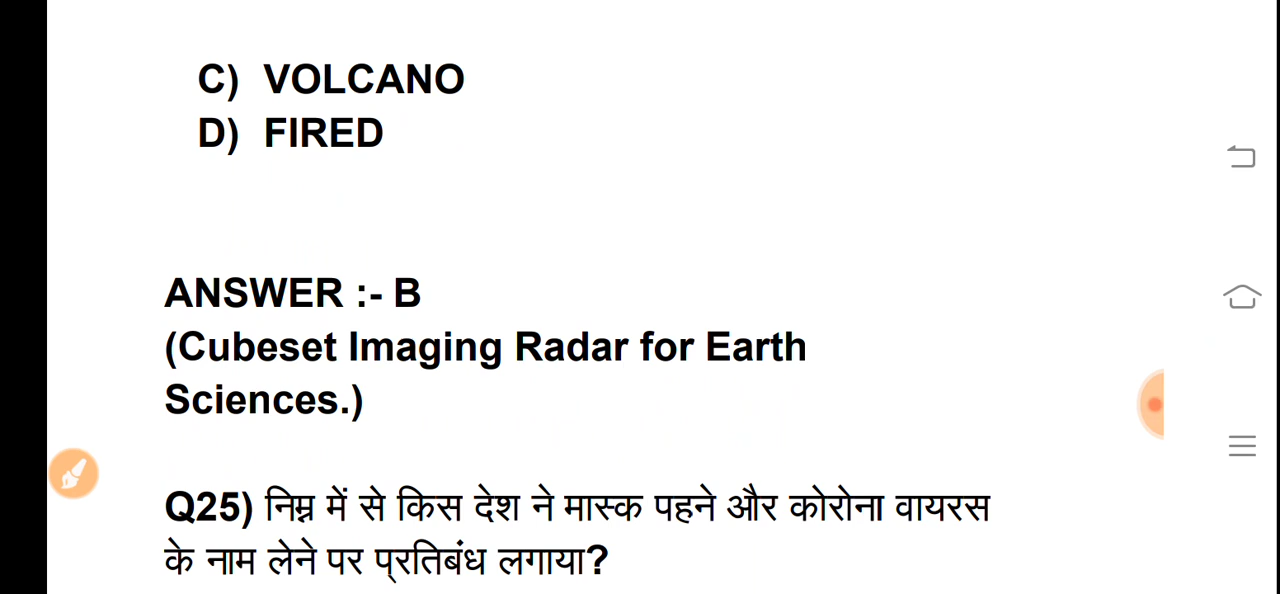 C) VOLCANO
D) FIRED
ANSWER :- B
(Cubeset Imaging Radar for Earth
Sciences.)
Q25) निम्न में से किस देश ने मास्क पहने और कोरोना वायरस
के नाम लेने पर प्रतिबंध लगाया?